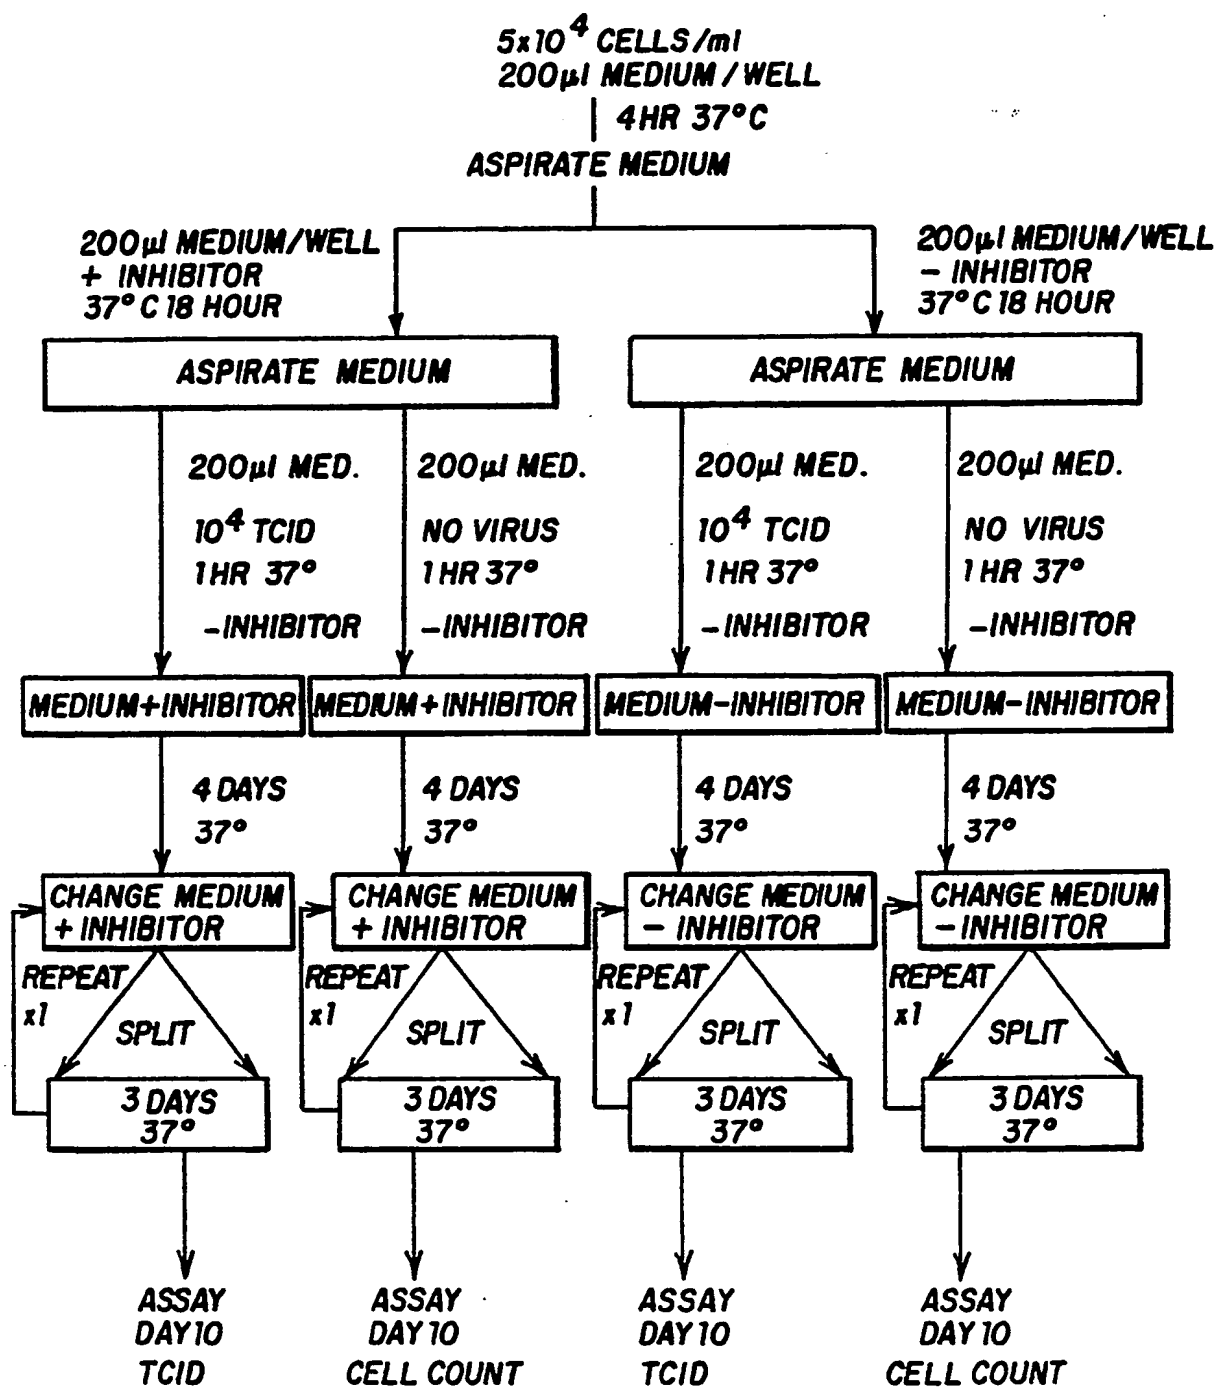 5x10⁴ CELLS/ml
200µl MEDIUM/WELL
4HR 37°C
ASPIRATE MEDIUM
200µl MEDIUM/WELL
+ INHIBITOR
37°C 18 HOUR
200µl MEDIUM/WELL
- INHIBITOR
37°C 18 HOUR
ASPIRATE MEDIUM
ASPIRATE MEDIUM
200µl MED.
10⁴ TCID
1HR 37°
-INHIBITOR
200µl MED.
NO VIRUS
1HR 37°
-INHIBITOR
200µl MED.
10⁴ TCID
1HR 37°
-INHIBITOR
200µl MED.
NO VIRUS
1HR 37°
-INHIBITOR
MEDIUM+INHIBITOR
MEDIUM+INHIBITOR
MEDIUM-INHIBITOR
MEDIUM-INHIBITOR
4 DAYS
37°
4 DAYS
37°
4 DAYS
37°
4 DAYS
37°
CHANGE MEDIUM
+ INHIBITOR
CHANGE MEDIUM
+ INHIBITOR
CHANGE MEDIUM
- INHIBITOR
CHANGE MEDIUM
- INHIBITOR
REPEAT
x1
SPLIT
REPEAT
x1
SPLIT
REPEAT
x1
SPLIT
REPEAT
x1
SPLIT
3 DAYS
37°
3 DAYS
37°
3 DAYS
37°
3 DAYS
37°
ASSAY
DAY 10
TCID
ASSAY
DAY 10
CELL COUNT
ASSAY
DAY 10
TCID
ASSAY
DAY 10
CELL COUNT